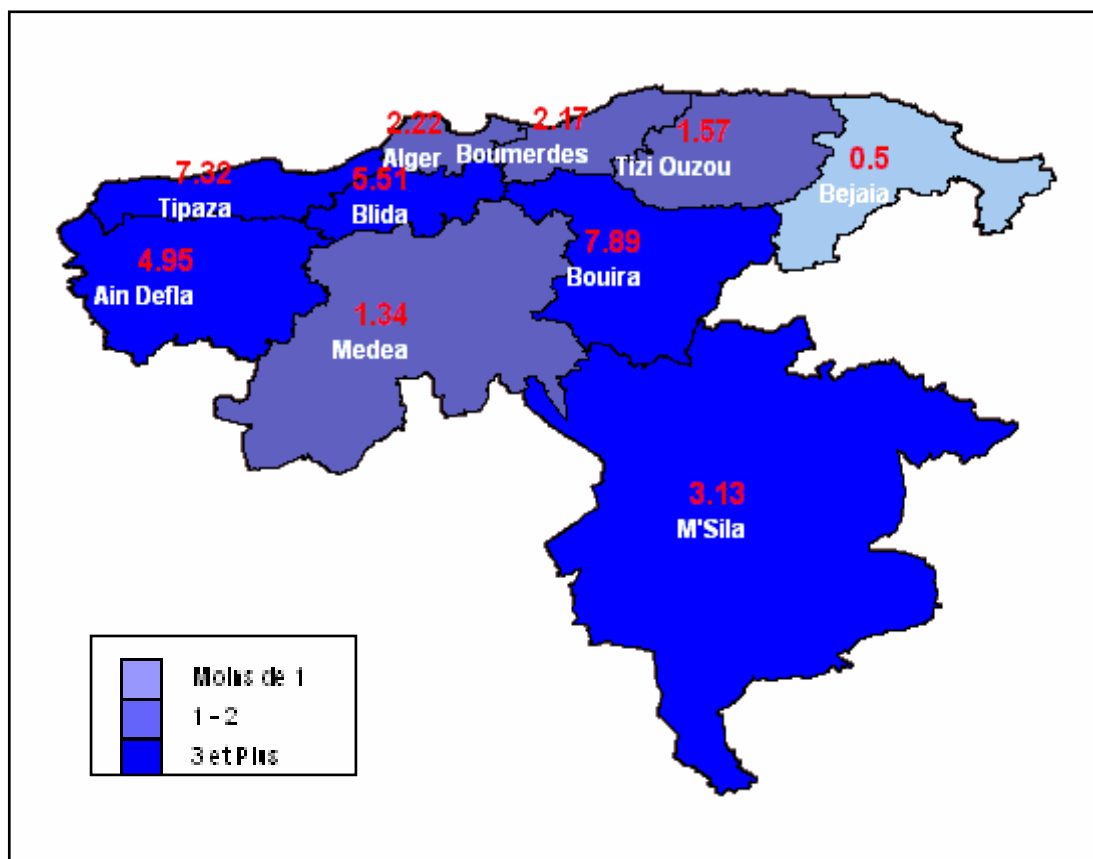 2.22
Alger
2.17
Boumerdes
1.57
Tizi Ouzou
0.5
Bejaia
7.32
Tipaza
5.51
Blida
4.95
Ain Defla
7.89
Bouira
1.34
Medea
3.13
M'Sila
Moins de 1
1 - 2
3 et Plus